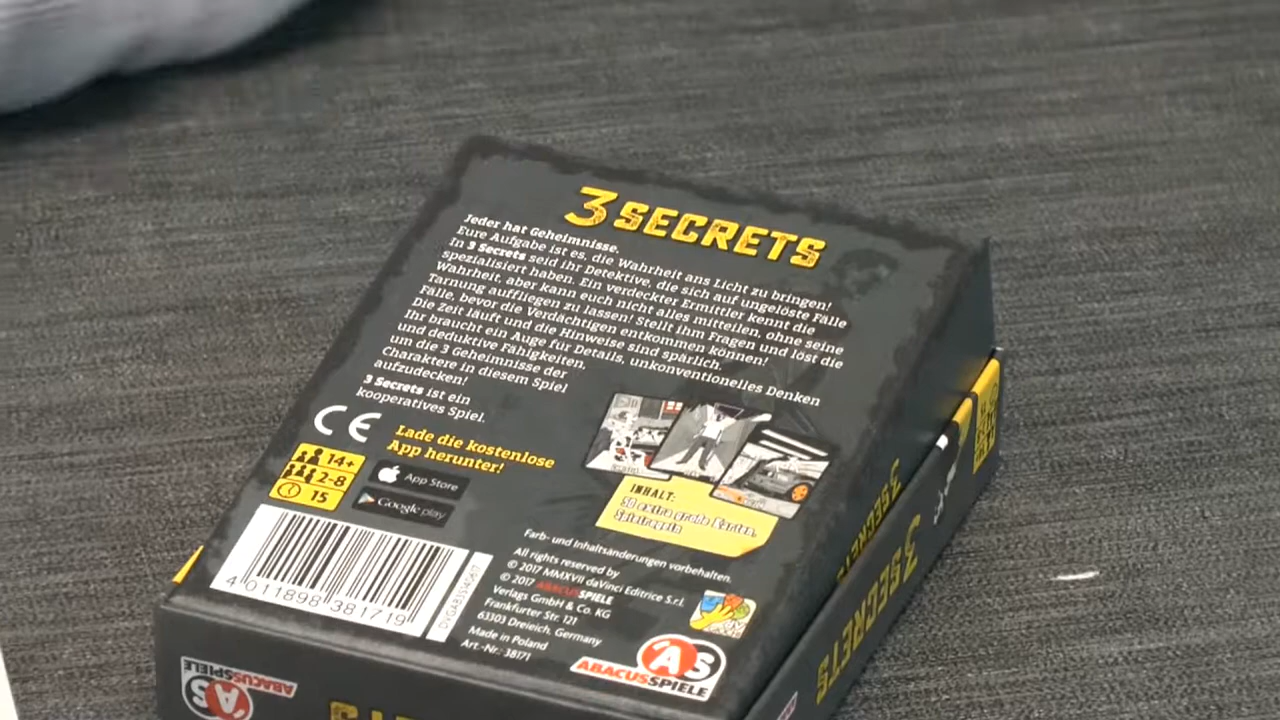 3 SECRETS
Jeder hat Geheimnisse.
Eure Aufgabe ist es, die Wahrheit ans Licht zu bringen!
In 3 Secrets seid ihr Detektive, die sich auf ungelöste Fälle
spezialisiert haben. Ein verdeckter Ermittler kennt die
Wahrheit, aber kann euch nicht alles mitteilen, ohne seine
Tarnung auffliegen zu lassen! Stellt ihm Fragen und löst die
Fälle, bevor die Verdächtigen entkommen können!
Die Zeit läuft und die Hinweise sind spärlich.
Ihr braucht ein Auge für Details, unkonventionelles Denken
und deduktive Fähigkeiten,
um die 3 Geheimnisse der
Charaktere in diesem Spiel
aufzudecken!
3 Secrets ist ein
kooperatives Spiel.
CE
Lade die kostenlose
App herunter!
14+
2-8
15
App Store
Google play
INHALT:
50 extra große Karten,
Spielregeln
4 011898 381719
Farb- und Inhaltsänderungen vorbehalten.
All rights reserved by
© 2017 MMXVII daVinci Editrice S.r.l.
© 2017 ABACUSSPIELE
Verlags GmbH & Co. KG
Frankfurter Str. 121
63303 Dreieich, Germany
Made in Poland
Art.-Nr.: 38171
AS
ABACUSSPIELE
3 SECRETS
3 SECRETS
AS
ABACUSSPIELE